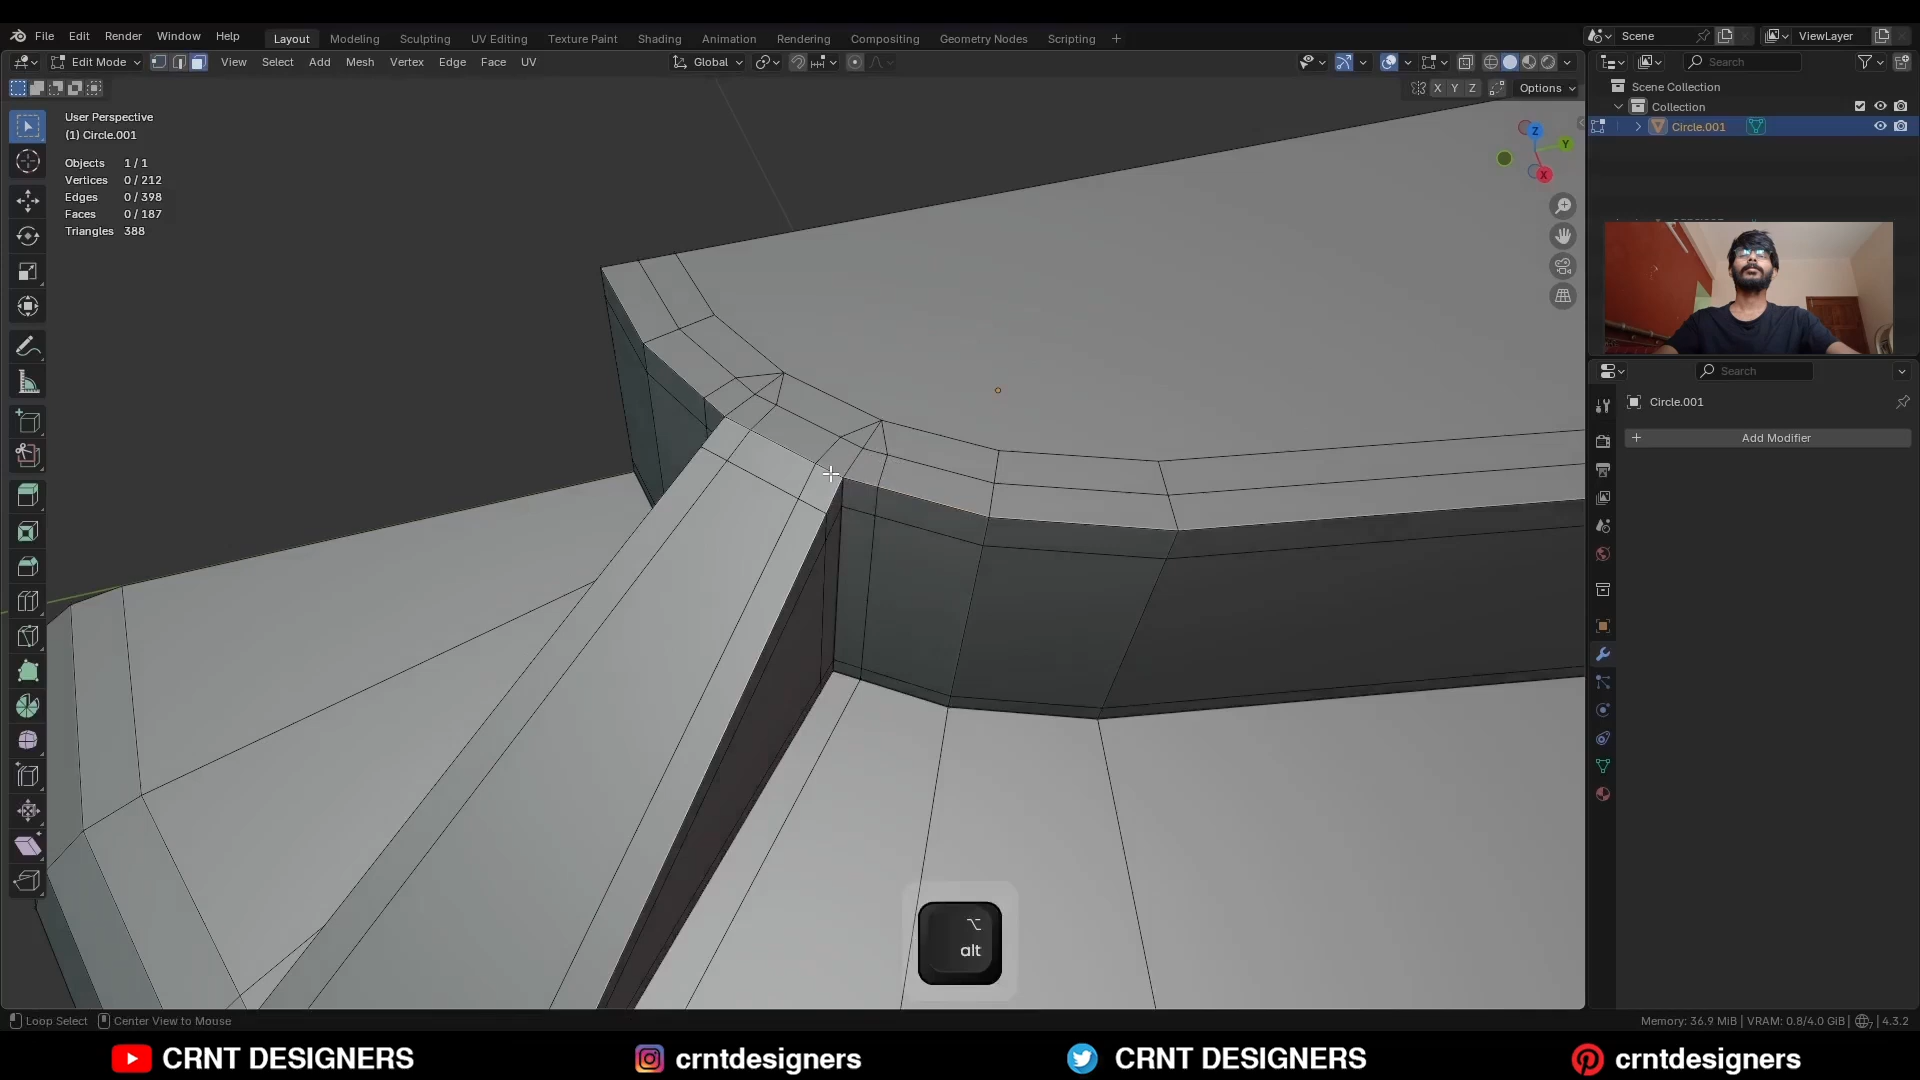 File Edit Render Window Help Layout Modeling Sculpting UV Editing Texture Paint Shading Animation Rendering Compositing Geometry Nodes Scripting + Scene ViewLayer
Edit Mode View Select Add Mesh Vertex Edge Face UV Global Search
X Y Z Options
Scene Collection
Collection
Circle.001
User Perspective
(1) Circle.001
Objects 1 / 1
Vertices 0 / 212
Edges 0 / 398
Faces 0 / 187
Triangles 388
Z
Y
X
Search
Circle.001
+ Add Modifier
alt
Loop Select Center View to Mouse Memory: 36.9 MiB | VRAM: 0.8/4.0 GiB | 7 | 4.3.2
CRNT DESIGNERS crntdesigners CRNT DESIGNERS crntdesigners